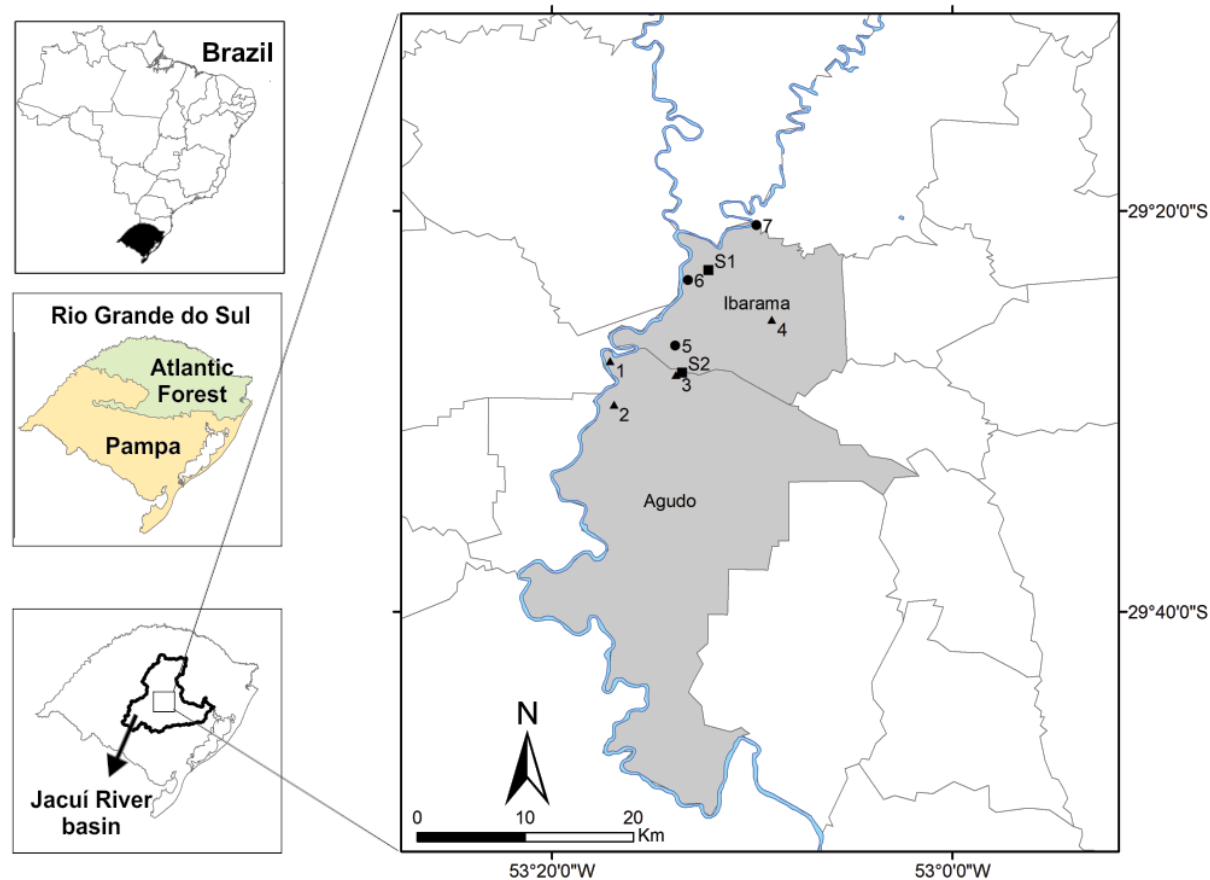 Brazil
Rio Grande do Sul
Atlantic
Forest
Pampa
Jacuí River
basin
7
S1
6
Ibarama
4
5
S2
1
3
2
Agudo
N
0 10 20
Km
29°20'0"S
29°40'0"S
53°20'0"W
53°0'0"W